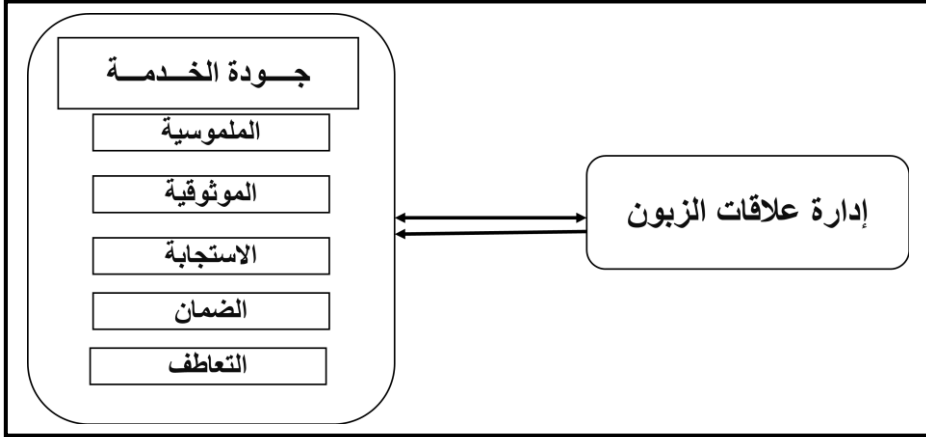 جـــودة الخـــدمـــة
الملموسية
الموثوقية
الاستجابة
الضمان
التعاطف
إدارة علاقات الزبون